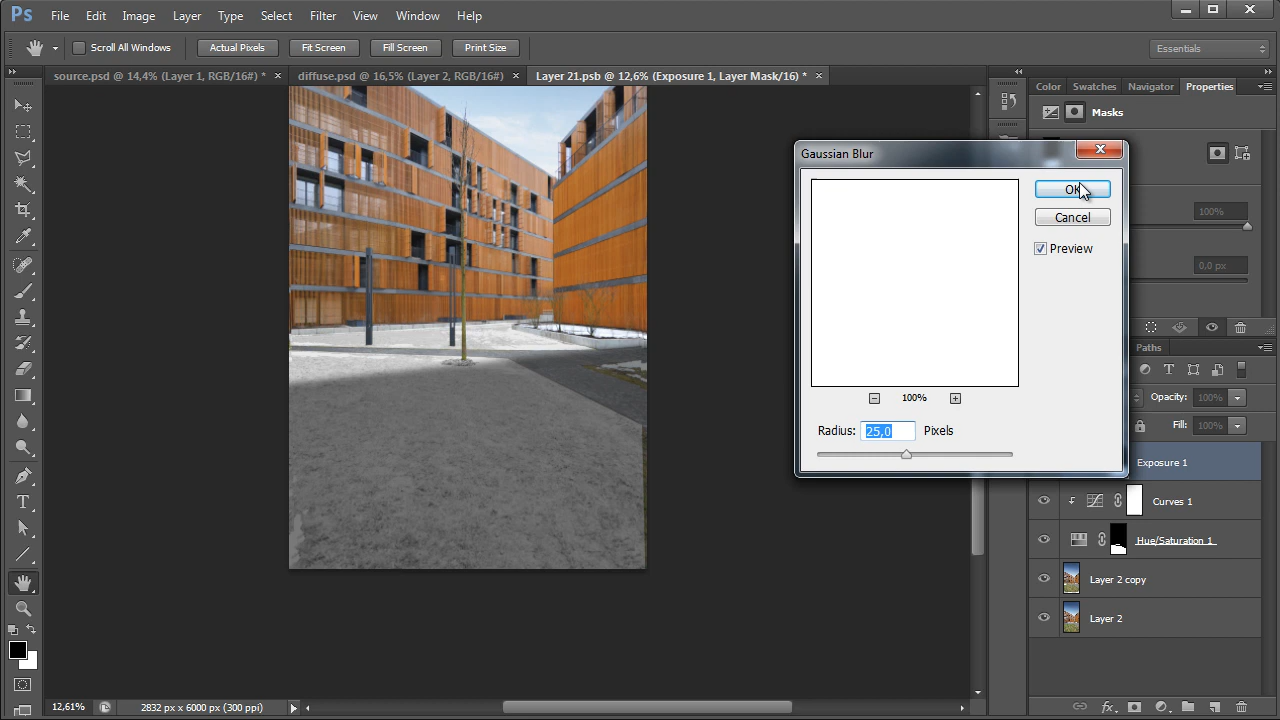 Ps File Edit Image Layer Type Select Filter View Window Help
Scroll All Windows Actual Pixels Fit Screen Fill Screen Print Size Essentials
source.psd @ 14,4% (Layer 1, RGB/16#) * × diffuse.psd @ 16,5% (Layer 2, RGB/16#) × Layer 21.psb @ 12,6% (Exposure 1, Layer Mask/16) * ×
Color Swatches Navigator Properties
Masks
Gaussian Blur
OK
100%
Cancel
Preview
0,0 px
Paths
100%
Opacity: 100%
Radius: 25,0 Pixels
Fill: 100%
Exposure 1
Curves 1
Hue/Saturation 1
Layer 2 copy
Layer 2
12,61% 2832 px x 6000 px (300 ppi)